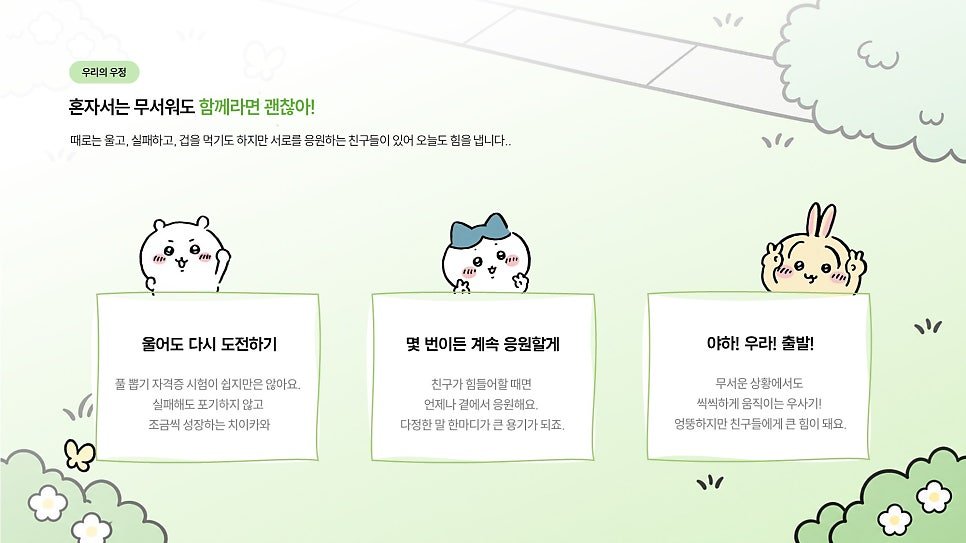 우리의 우정
혼자서는 무서워도 함께라면 괜찮아!
때로는 울고, 실패하고, 겁을 먹기도 하지만 서로를 응원하는 친구들이 있어 오늘도 힘을 냅니다..
울어도 다시 도전하기
풀 뽑기 자격증 시험이 쉽지만은 않아요.
실패해도 포기하지 않고
조금씩 성장하는 치이카와
몇 번이든 계속 응원할게
친구가 힘들어할 때면
언제나 곁에서 응원해요.
다정한 말 한마디가 큰 용기가 되죠.
야하! 우라! 출발!
무서운 상황에서도
씩씩하게 움직이는 우사기!
엉뚱하지만 친구들에게 큰 힘이 돼요.